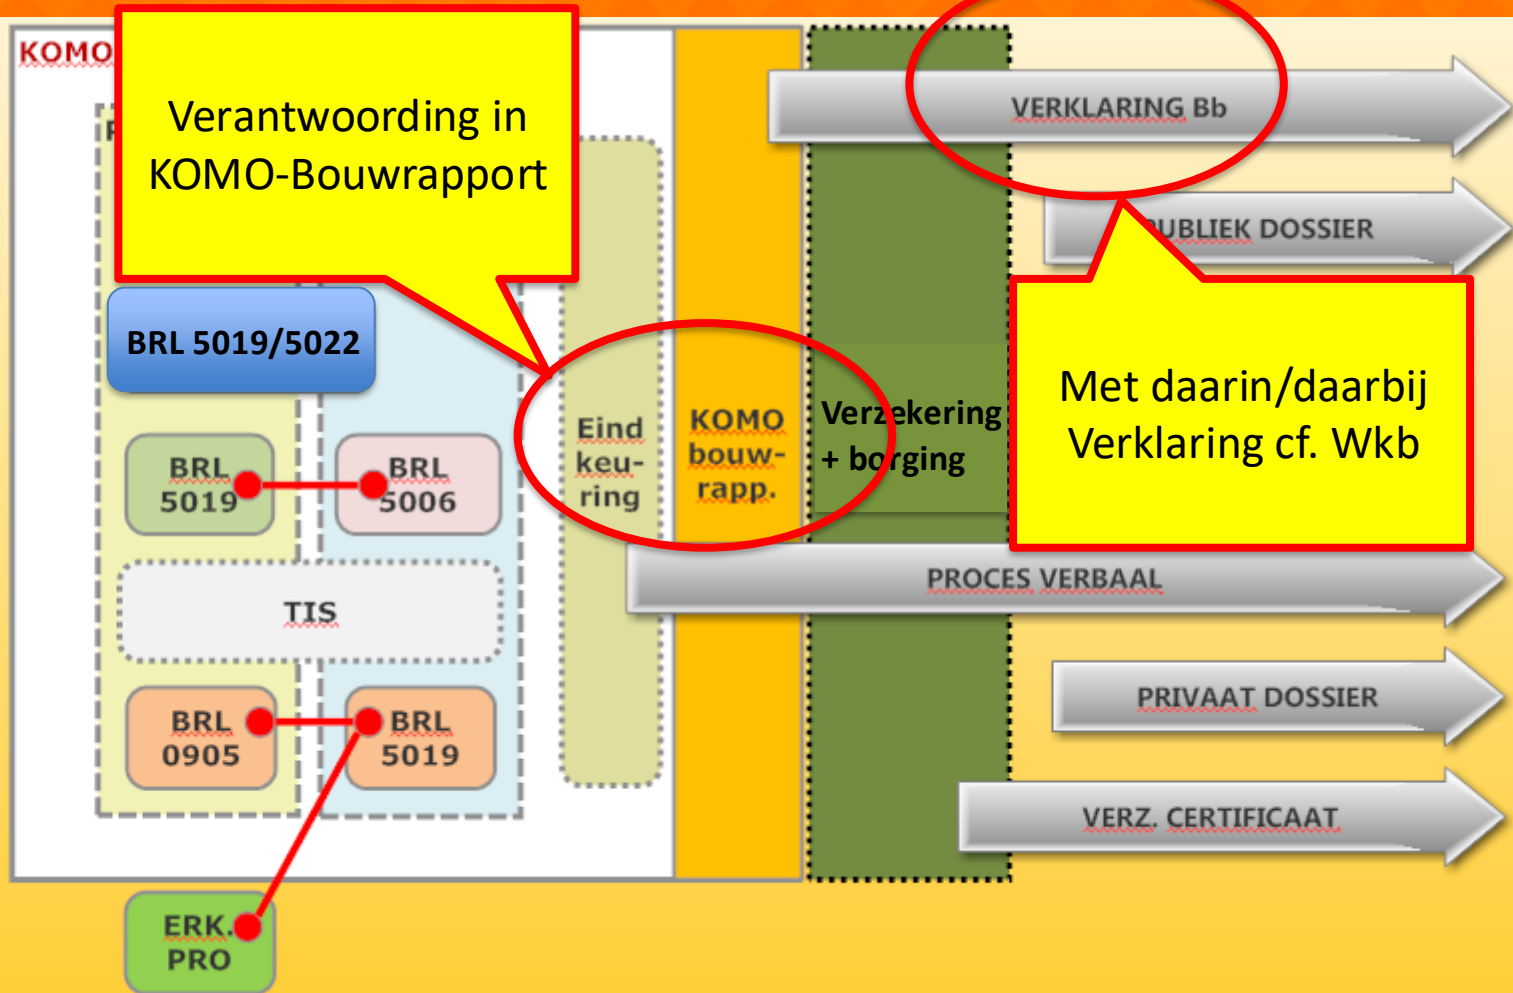 KOMO
Verantwoording in
KOMO-Bouwrapport
VERKLARING Bb
PUBLIEK DOSSIER
BRL 5019/5022
Met daarin/daarbij
Verklaring cf. Wkb
Eind
keu-
ring
KOMO
bouw-
rapp.
Verzekering
+ borging
BRL
5019
BRL
5006
PROCES VERBAAL
TIS
PRIVAAT DOSSIER
BRL
0905
BRL
5019
VERZ. CERTIFICAAT
ERK.
PRO